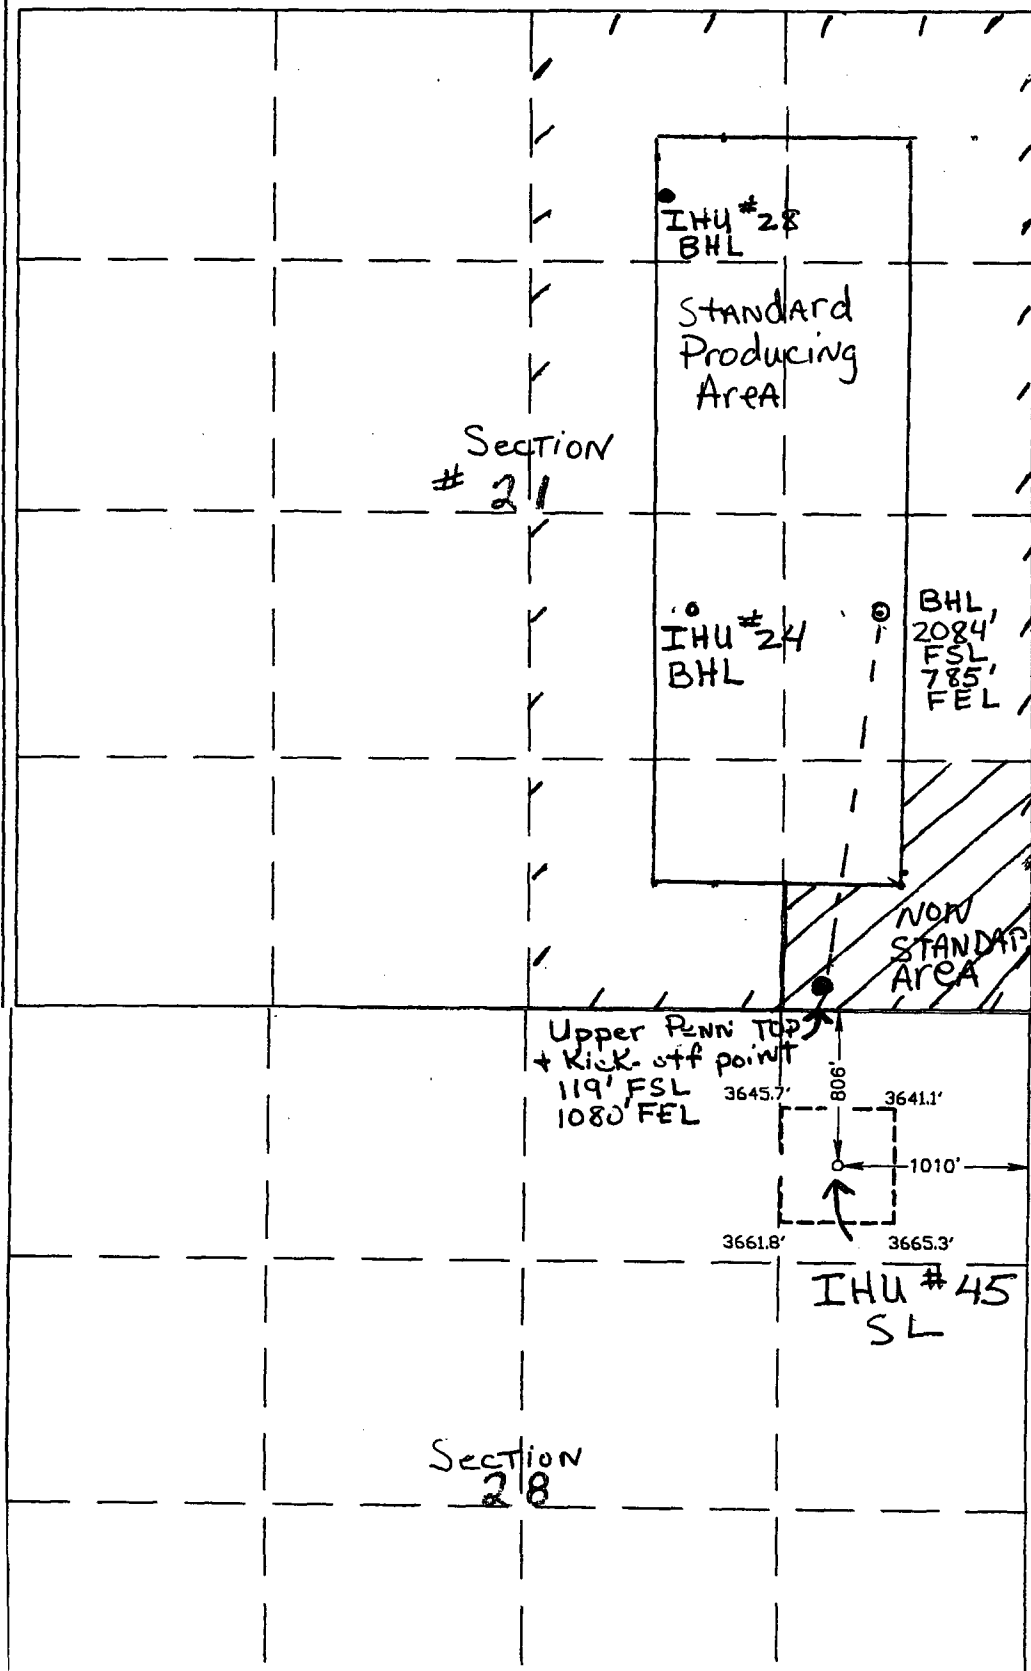 IHU #28
BHL
STANDARD
Producing
AreA
Section
# 21
IHU #24
BHL
BHL,
2084'
FSL
785'
FEL
NON
STANDAR
AreA
Upper PENN TOP
+ Kick-off point
119' FSL
1080' FEL
806'
3645.7'
3641.1'
1010'
3661.8'
3665.3'
IHU #45
SL
Section
28